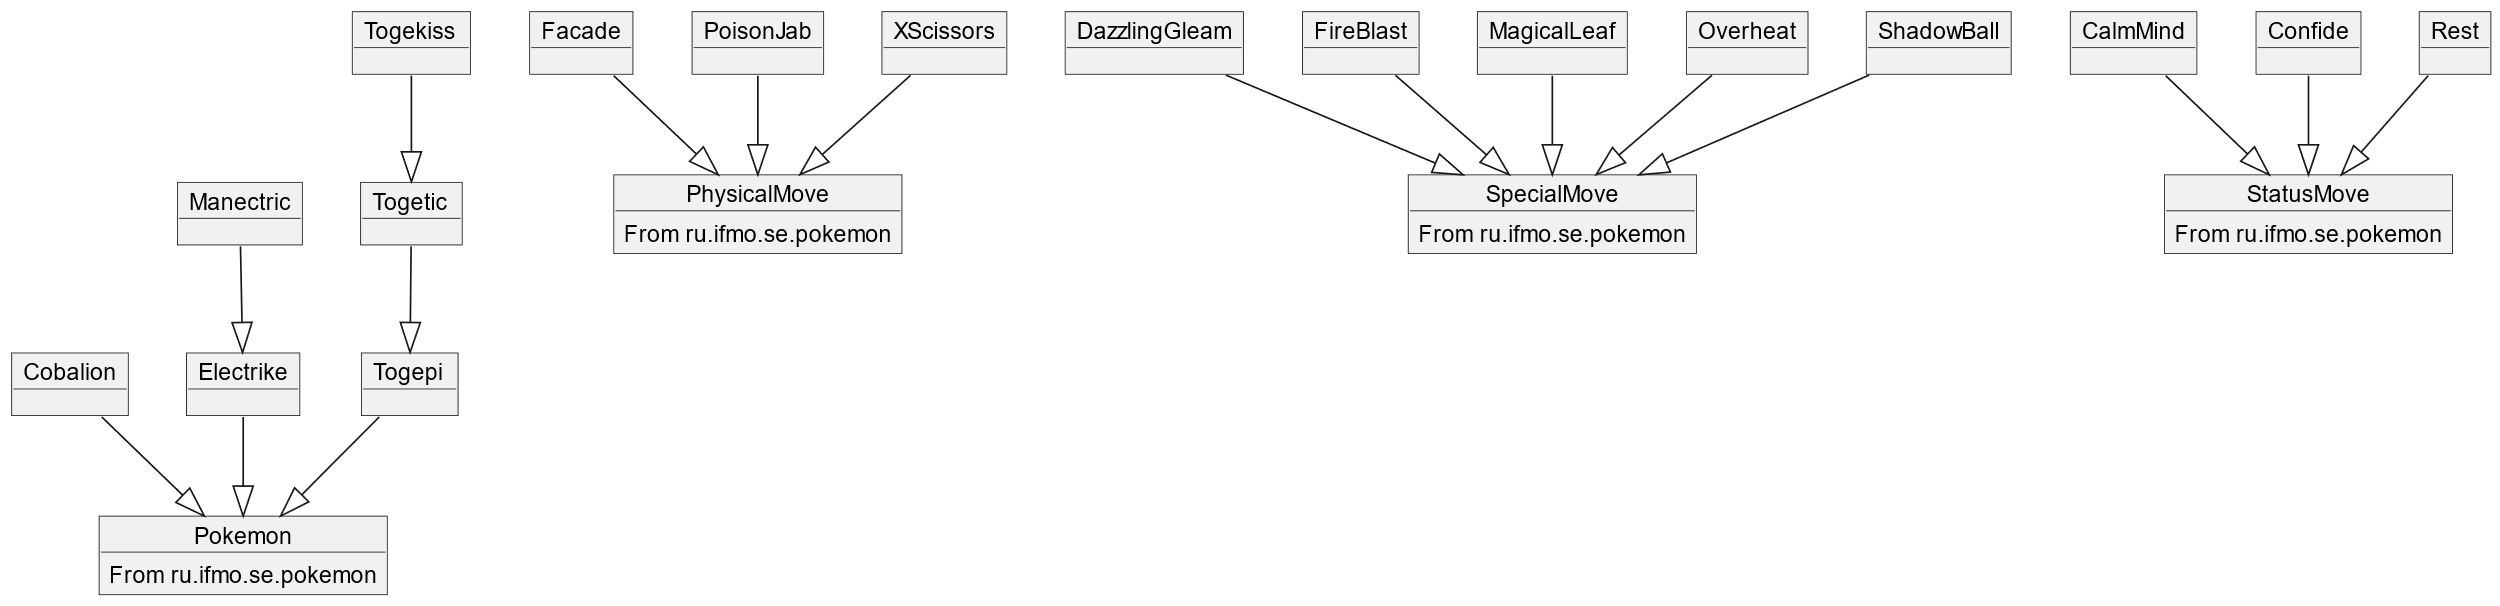 Togekiss
Facade
PoisonJab
XScissors
DazzlingGleam
FireBlast
MagicalLeaf
Overheat
ShadowBall
CalmMind
Confide
Rest
Manectric
Togetic
PhysicalMove
From ru.ifmo.se.pokemon
SpecialMove
From ru.ifmo.se.pokemon
StatusMove
From ru.ifmo.se.pokemon
Cobalion
Electrike
Togepi
Pokemon
From ru.ifmo.se.pokemon